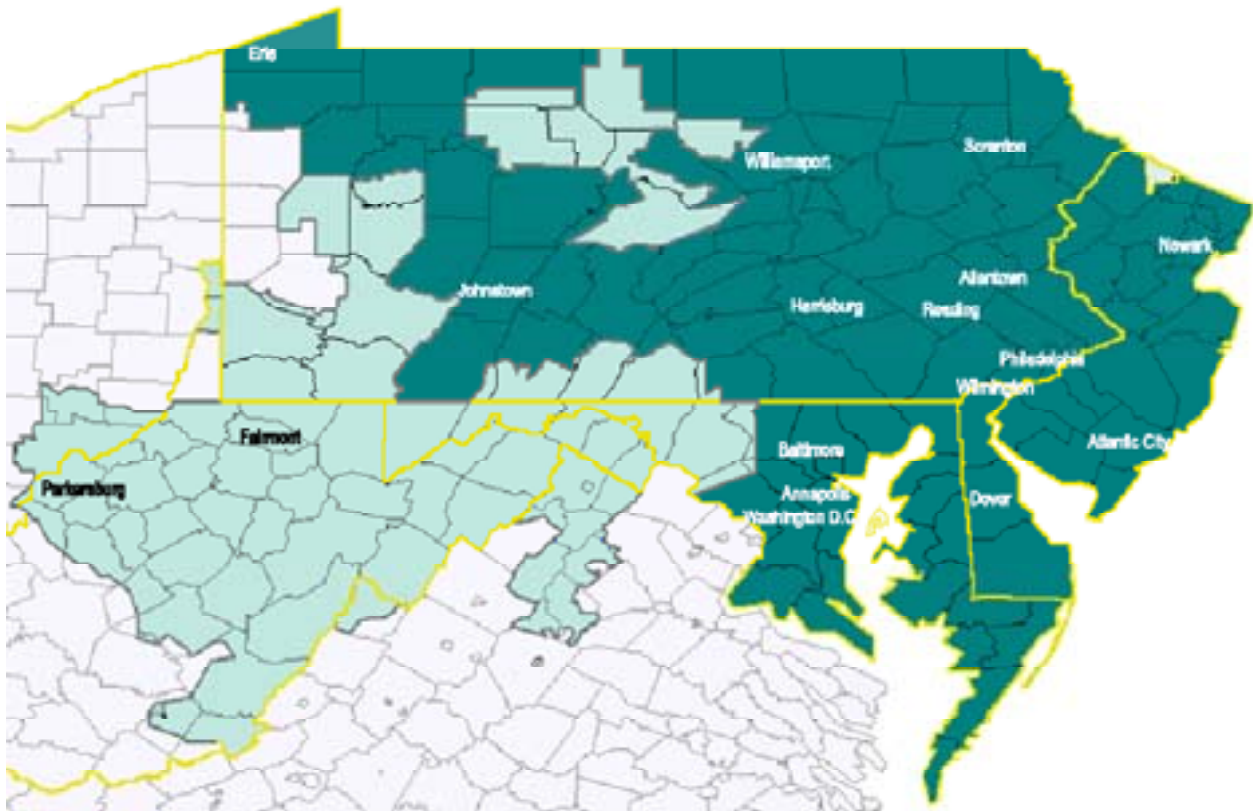 Erie
Williamsport
Scranton
Newark
Johnstown
Allentown
Harrisburg
Reading
Philadelphia
Wilmington
Fairmont
Baltimore
Atlantic City
Parkersburg
Annapolis
Dover
Washington D.C